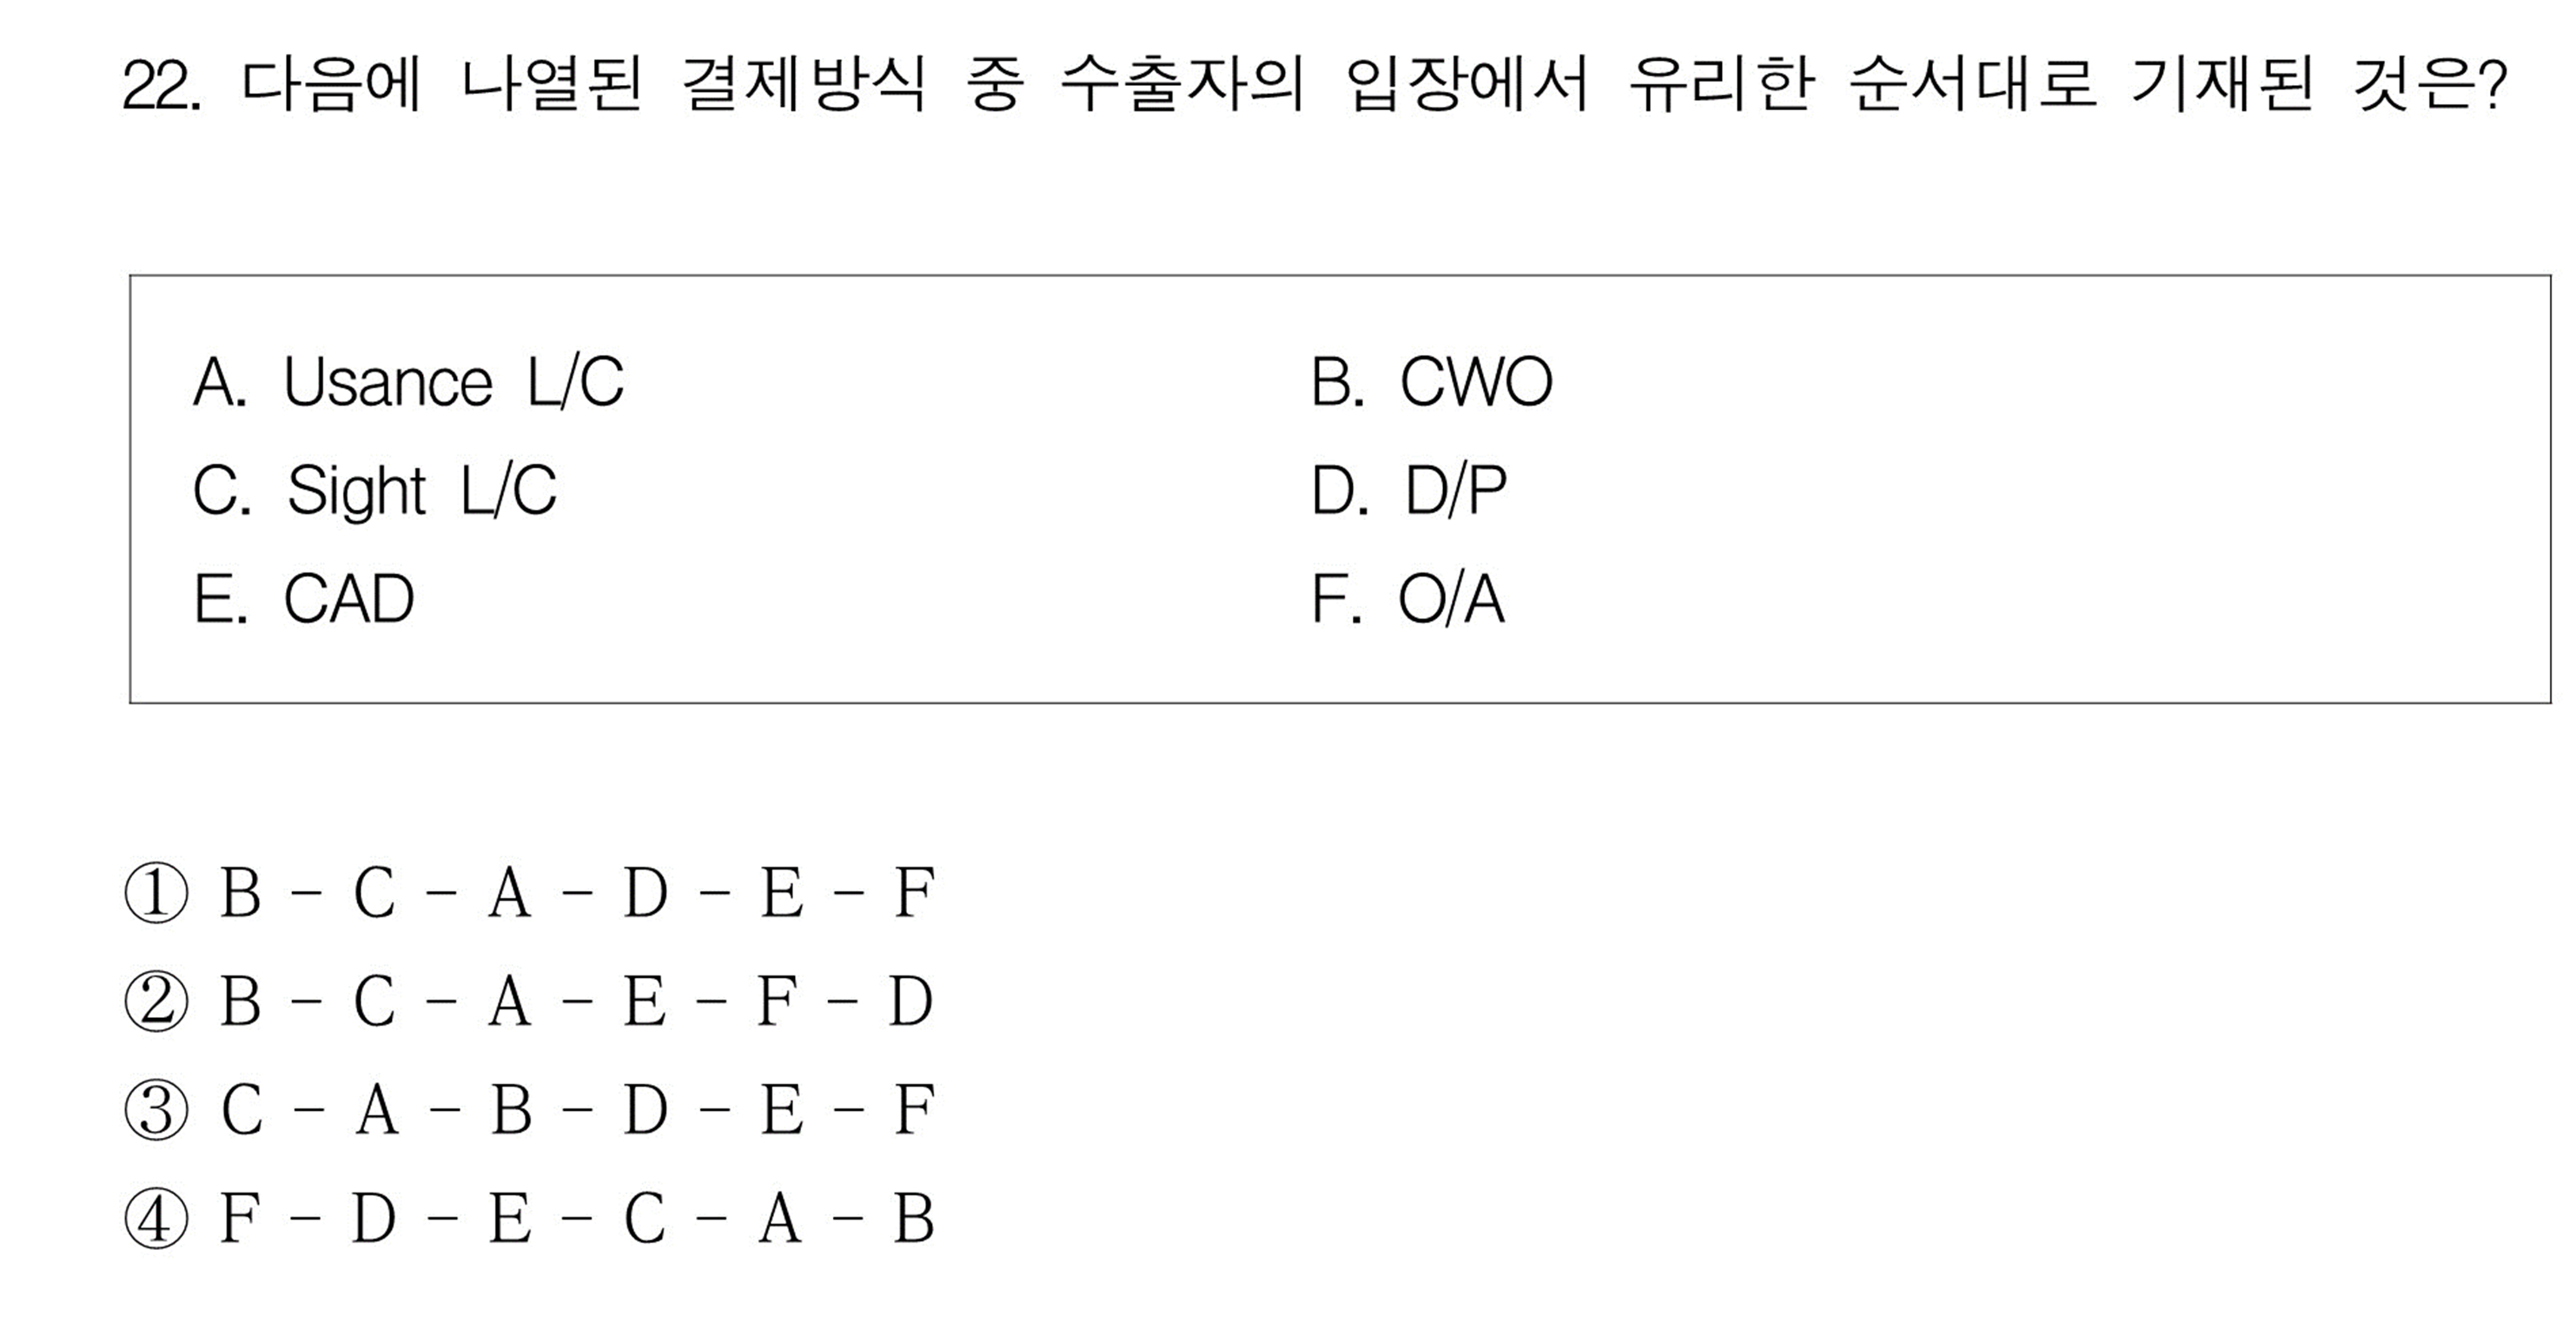 22. 다음에 나열된 결제방식 중 수출자의 입장에서 유리한 순서대로 기재된 것은?
A. Usance L/C B. CWO
C. Sight L/C D. D/P
E. CAD F. O/A
① B - C - A - D - E - F
② B - C - A - E - F - D
③ C - A - B - D - E - F
④ F - D - E - C - A - B